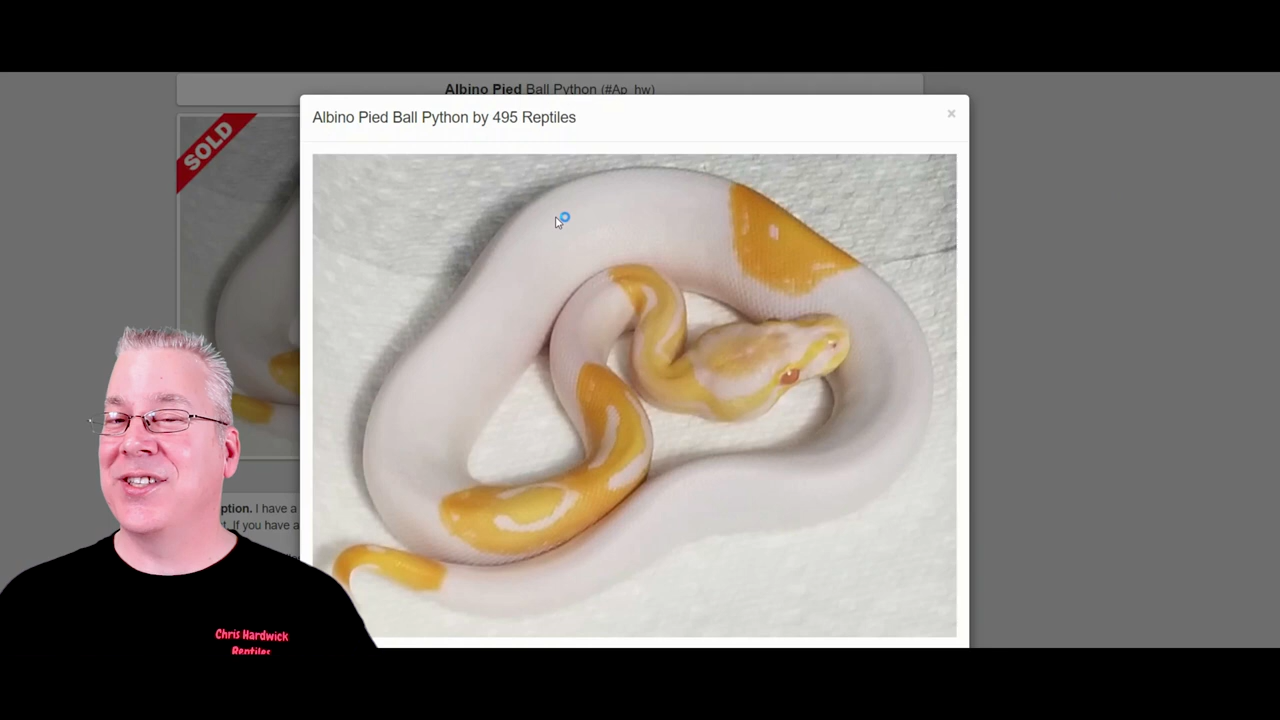 Albino Pied Ball Python (#Ap_hw)
Albino Pied Ball Python by 495 Reptiles
×
SOLD
ption. I have a
t. If you have a
Chris Hardwick
Reptiles